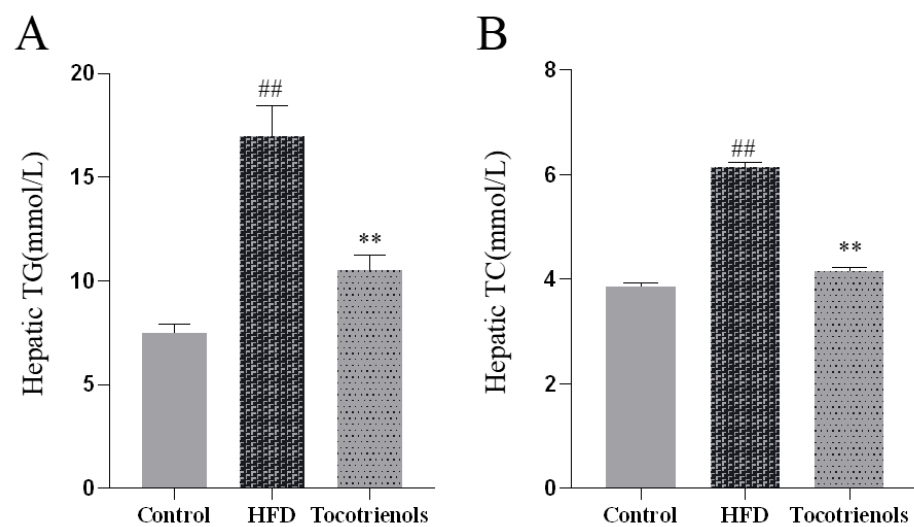 A
Hepatic TG(mmol/L)
20
15
10
5
0
##
**
Control HFD Tocotrienols
B
Hepatic TC(mmol/L)
8
6
4
2
0
##
**
Control HFD Tocotrienols